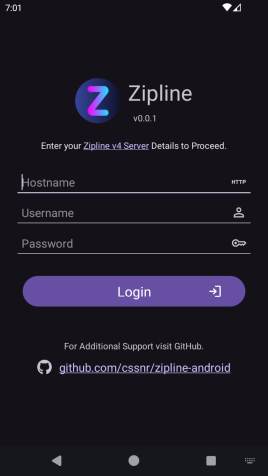 7:01
Zipline
v0.0.1
Enter your Zipline v4 Server Details to Proceed.
Hostname
HTTP
Username
Password
Login
For Additional Support visit GitHub.
github.com/cssnr/zipline-android